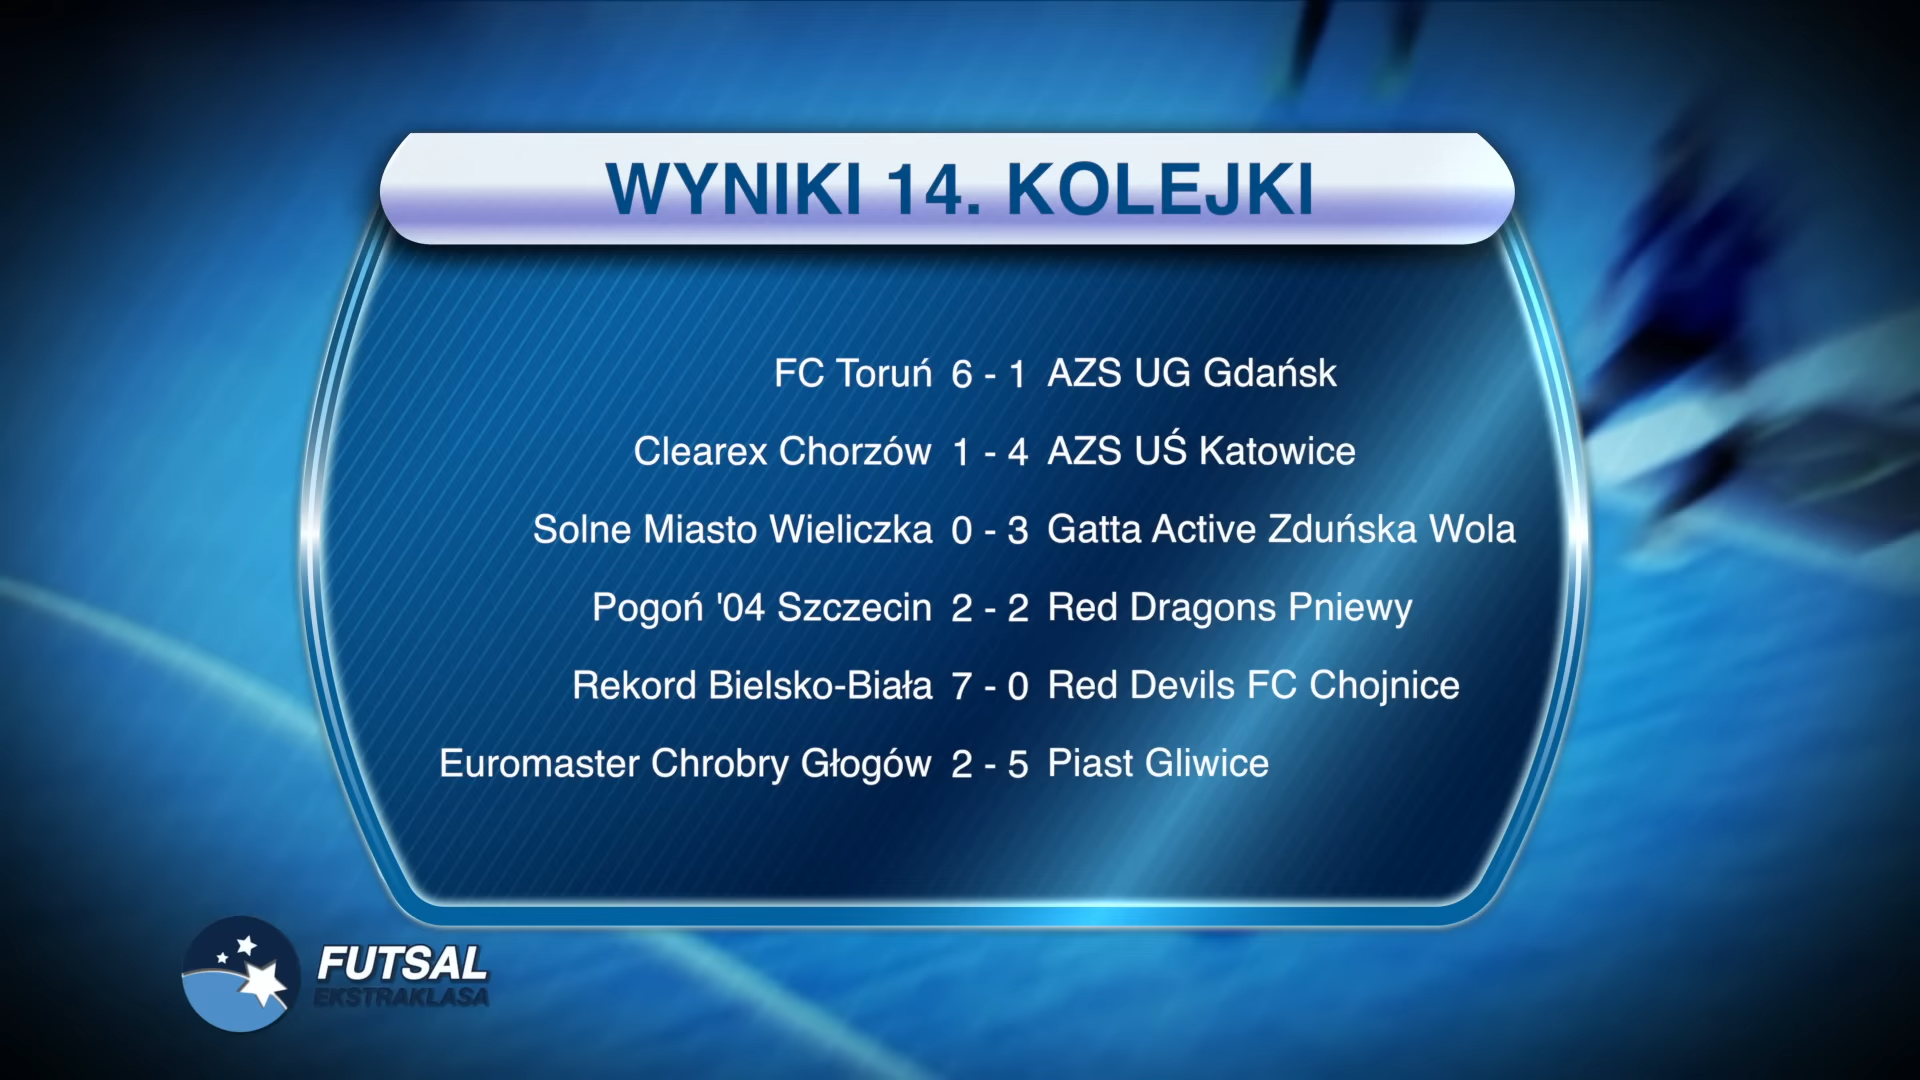 WYNIKI 14. KOLEJKI
FC Toruń 6 - 1 AZS UG Gdańsk
Clearex Chorzów 1 - 4 AZS UŚ Katowice
Solne Miasto Wieliczka 0 - 3 Gatta Active Zduńska Wola
Pogoń '04 Szczecin 2 - 2 Red Dragons Pniewy
Rekord Bielsko-Biała 7 - 0 Red Devils FC Chojnice
Euromaster Chrobry Głogów 2 - 5 Piast Gliwice
FUTSAL
EKSTRAKLASA